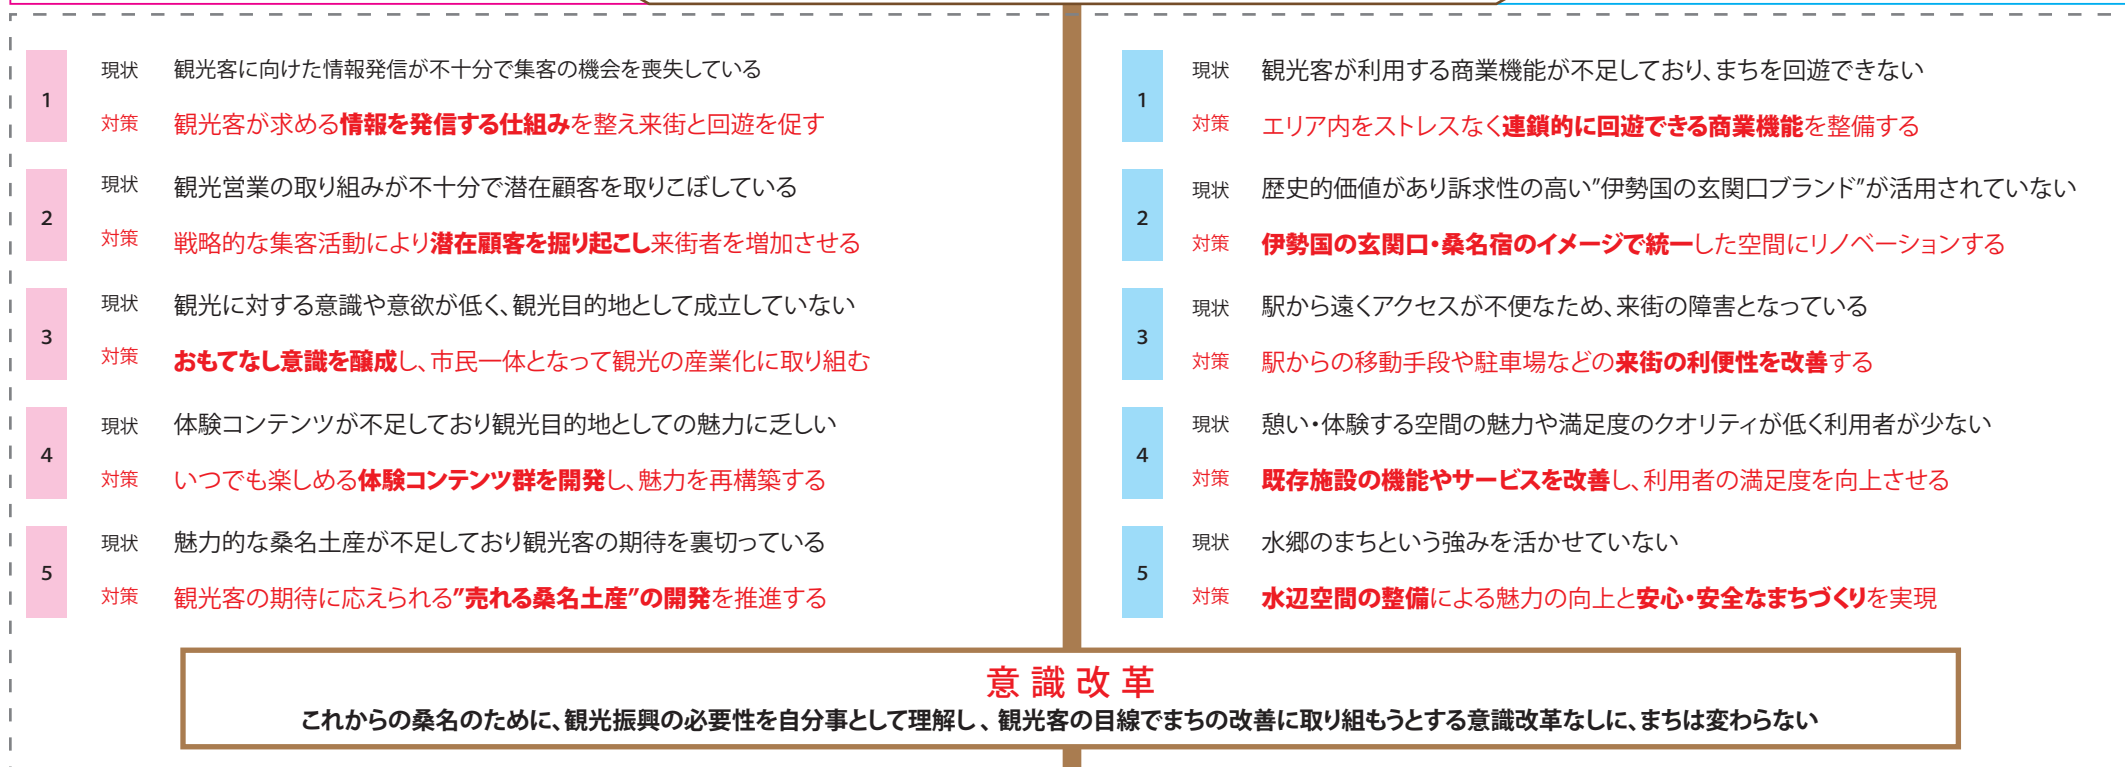 1
現状 観光客に向けた情報発信が不十分で集客の機会を喪失している
対策 観光客が求める情報を発信する仕組みを整え来街と回遊を促す
2
現状 観光営業の取り組みが不十分で潜在顧客を取りこぼしている
対策 戦略的な集客活動により潜在顧客を掘り起こし来街者を増加させる
3
現状 観光に対する意識や意欲が低く、観光目的地として成立していない
対策 おもてなし意識を醸成し、市民一体となって観光の産業化に取り組む
4
現状 体験コンテンツが不足しており観光目的地としての魅力に乏しい
対策 いつでも楽しめる体験コンテンツ群を開発し、魅力を再構築する
5
現状 魅力的な桑名土産が不足しており観光客の期待を裏切っている
対策 観光客の期待に応えられる"売れる桑名土産"の開発を推進する
1
現状 観光客が利用する商業機能が不足しており、まちを回遊できない
対策 エリア内をストレスなく連鎖的に回遊できる商業機能を整備する
2
現状 歴史的価値があり訴求性の高い"伊勢国の玄関口ブランド"が活用されていない
対策 伊勢国の玄関口・桑名宿のイメージで統一した空間にリノベーションする
3
現状 駅から遠くアクセスが不便なため、来街の障害となっている
対策 駅からの移動手段や駐車場などの来街の利便性を改善する
4
現状 憩い・体験する空間の魅力や満足度のクオリティが低く利用者が少ない
対策 既存施設の機能やサービスを改善し、利用者の満足度を向上させる
5
現状 水郷のまちという強みを活かせていない
対策 水辺空間の整備による魅力の向上と安心・安全なまちづくりを実現
意識改革
これからの桑名のために、観光振興の必要性を自分事として理解し、観光客の目線でまちの改善に取り組もうとする意識改革なしに、まちは変わらない